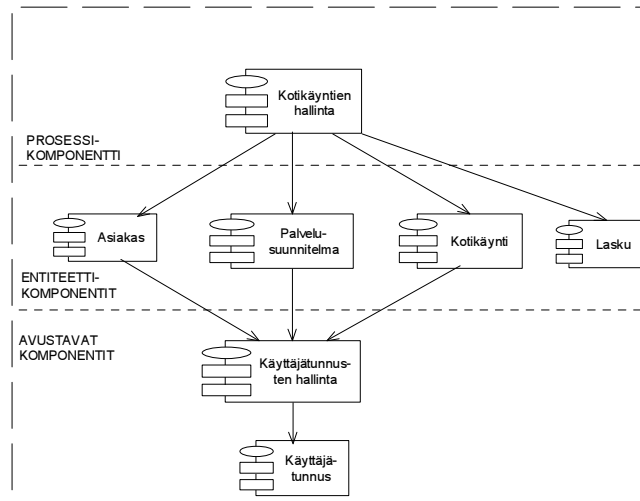 Kotikäyntien
hallinta
PROSESSI-
KOMPONENTTI
Asiakas
Palvelu-
suunnitelma
Kotikäynti
Lasku
ENTITEETTI-
KOMPONENTIT
AVUSTAVAT
KOMPONENTIT
Käyttäjätunnus-
ten hallinta
Käyttäjä-
tunnus